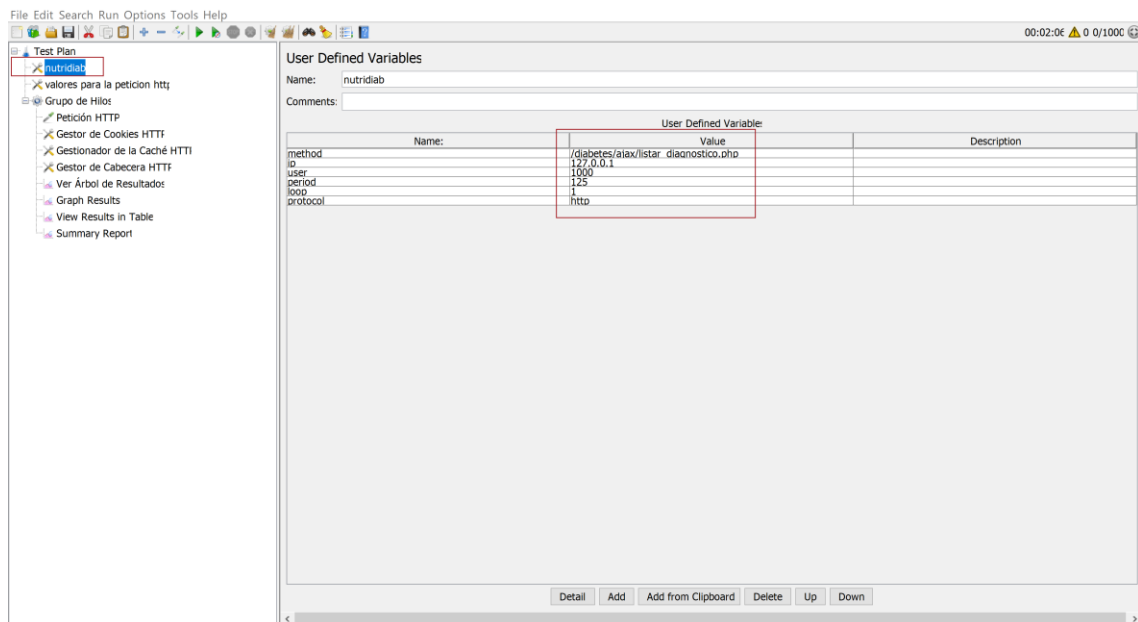 File Edit Search Run Options Tools Help
00:02:06 0 0/1000
Test Plan
nutridiab
valores para la peticion http
Grupo de Hilos
Petición HTTP
Gestor de Cookies HTTP
Gestionador de la Caché HTTP
Gestor de Cabecera HTTP
Ver Árbol de Resultados
Graph Results
View Results in Table
Summary Report
User Defined Variables
Name: nutridiab
Comments:
User Defined Variables
Name: Value Description
method /diabetes/ajax/listar_diagnostico.php
ip 127.0.0.1
user 1000
period 125
loop 1
protocol http
Detail Add Add from Clipboard Delete Up Down